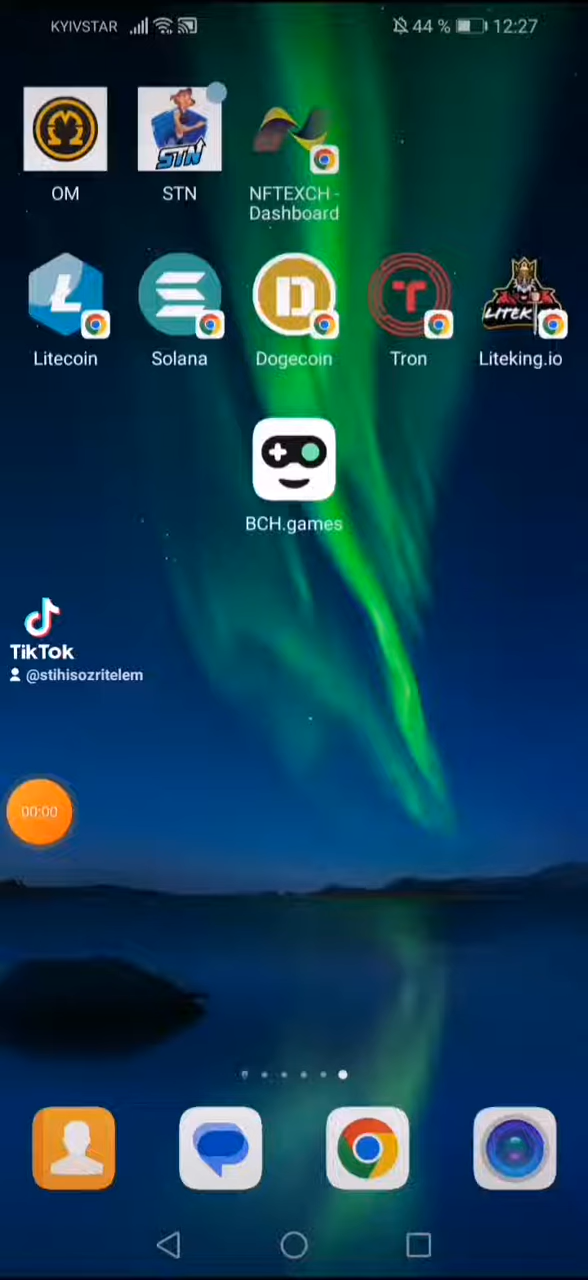 KYIVSTAR 44 % 12:27
OM STN NFTEXCH -
Dashboard
STN
Litecoin Solana Dogecoin Tron Liteking.io
BCH.games
TikTok
@stihisozritelem
00:00